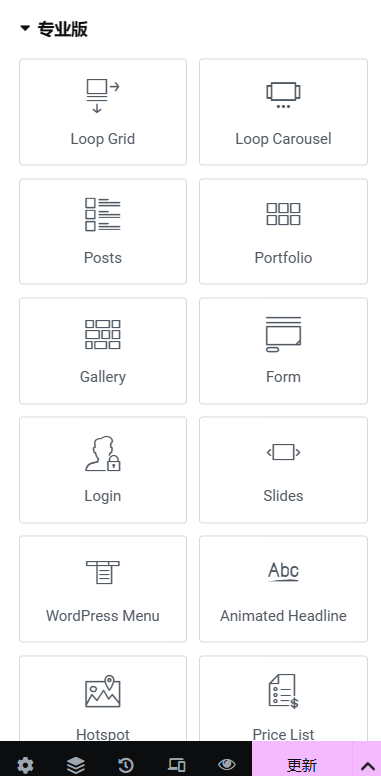 专业版
Loop Grid
Loop Carousel
Posts
Portfolio
Gallery
Form
Login
Slides
WordPress Menu
Abc
Animated Headline
Hotspot
Price List
更新